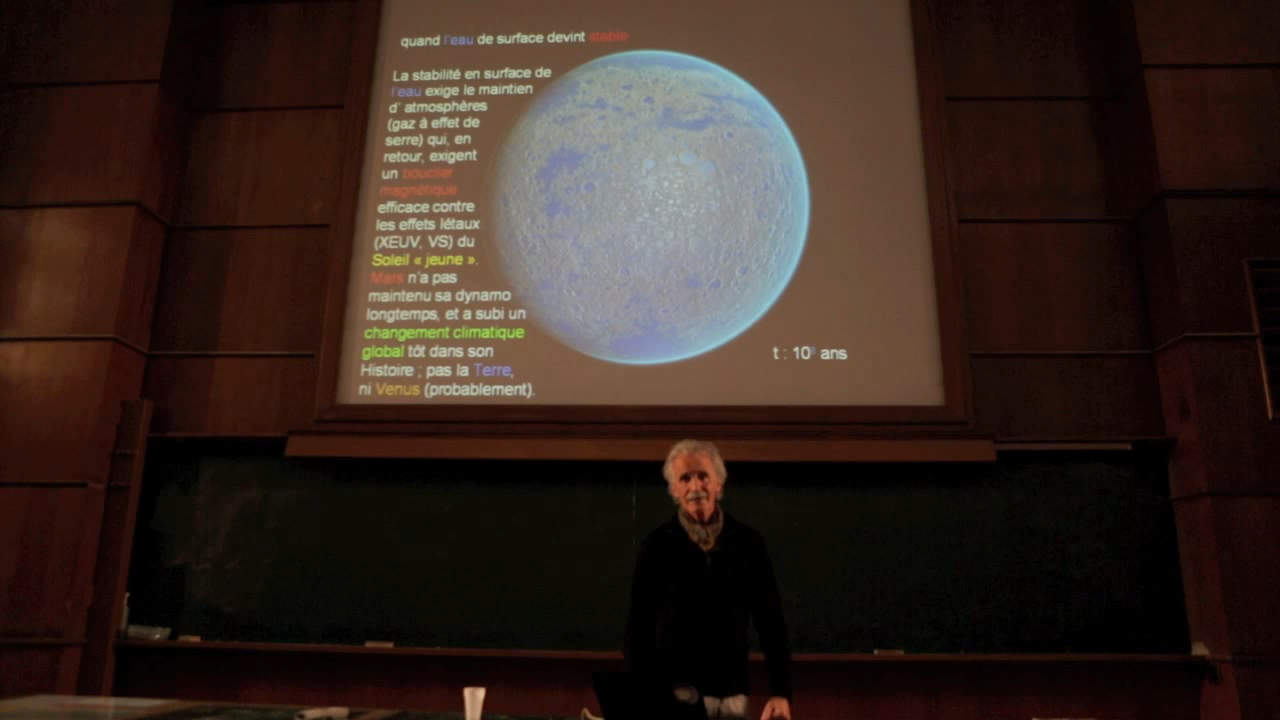 quand l'eau de surface devint stable
La stabilité en surface de
l'eau exige le maintien
d' atmosphères
(gaz à effet de
serre) qui, en
retour, exigent
un bouclier
magnétique
efficace contre
les effets létaux
(XEUV, VS) du
Soleil « jeune ».
Mars n'a pas
maintenu sa dynamo
longtemps, et a subi un
changement climatique
global tôt dans son
Histoire ; pas la Terre,
ni Venus (probablement).
t : 10⁸ ans